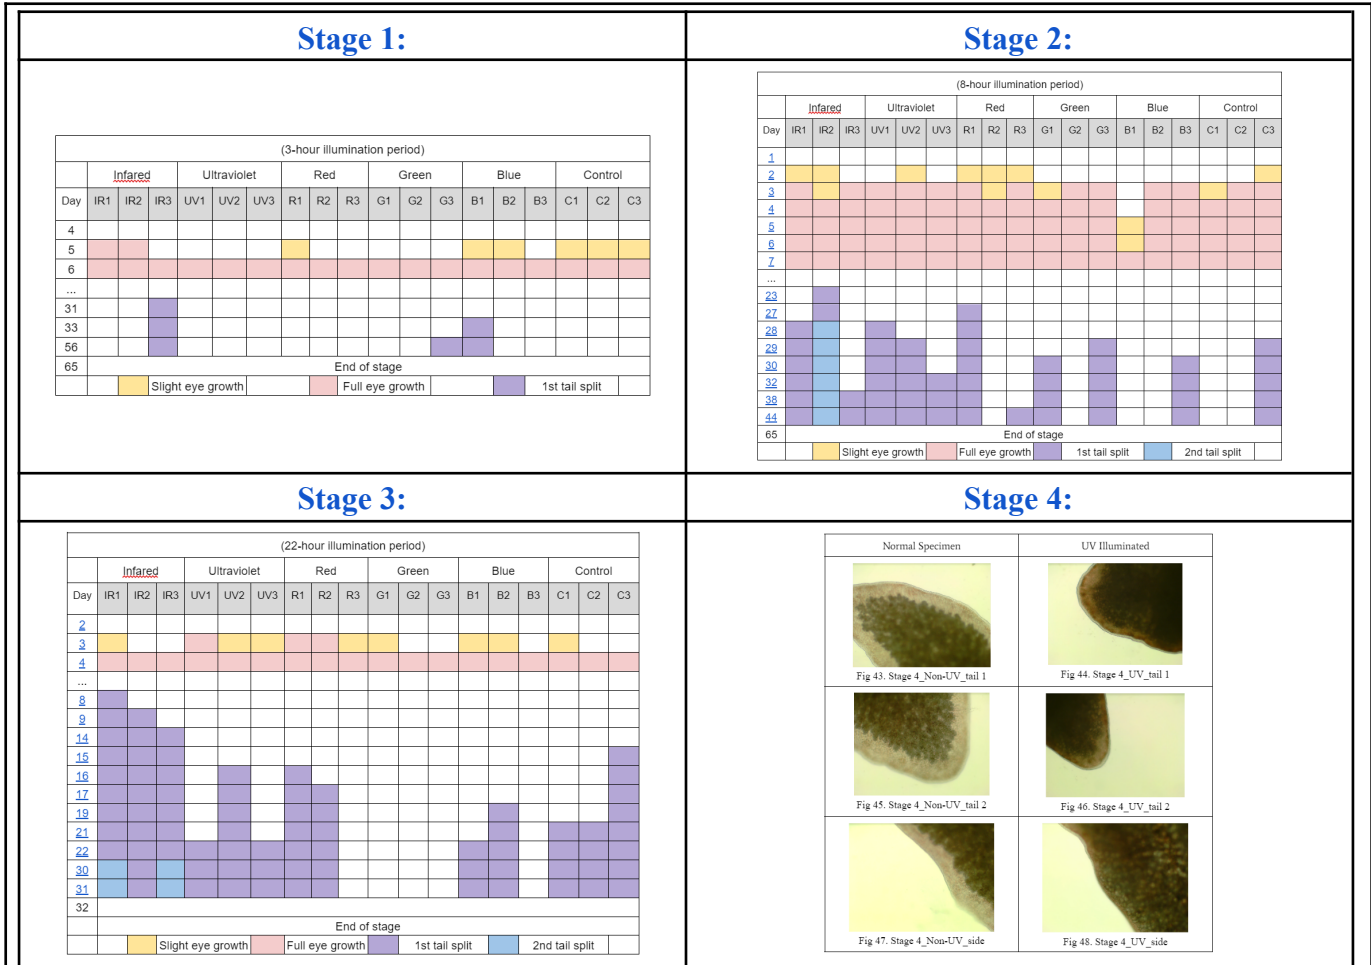 Stage 1:
(3-hour illumination period)
Infared Ultraviolet Red Green Blue Control
Day IR1 IR2 IR3 UV1 UV2 UV3 R1 R2 R3 G1 G2 G3 B1 B2 B3 C1 C2 C3
4
5
6
...
31
33
56
65 End of stage
Slight eye growth Full eye growth 1st tail split
Stage 2:
(8-hour illumination period)
Infared Ultraviolet Red Green Blue Control
Day IR1 IR2 IR3 UV1 UV2 UV3 R1 R2 R3 G1 G2 G3 B1 B2 B3 C1 C2 C3
1
2
3
4
5
6
7
...
23
27
28
29
30
32
38
44
65 End of stage
Slight eye growth Full eye growth 1st tail split 2nd tail split
Stage 3:
(22-hour illumination period)
Infared Ultraviolet Red Green Blue Control
Day IR1 IR2 IR3 UV1 UV2 UV3 R1 R2 R3 G1 G2 G3 B1 B2 B3 C1 C2 C3
2
3
4
...
8
9
14
15
16
17
19
21
22
30
31
32
End of stage
Slight eye growth Full eye growth 1st tail split 2nd tail split
Stage 4:
Normal Specimen UV Illuminated
Fig 43. Stage 4_Non-UV_tail 1 Fig 44. Stage 4_UV_tail 1
Fig 45. Stage 4_Non-UV_tail 2 Fig 46. Stage 4_UV_tail 2
Fig 47. Stage 4_Non-UV_side Fig 48. Stage 4_UV_side